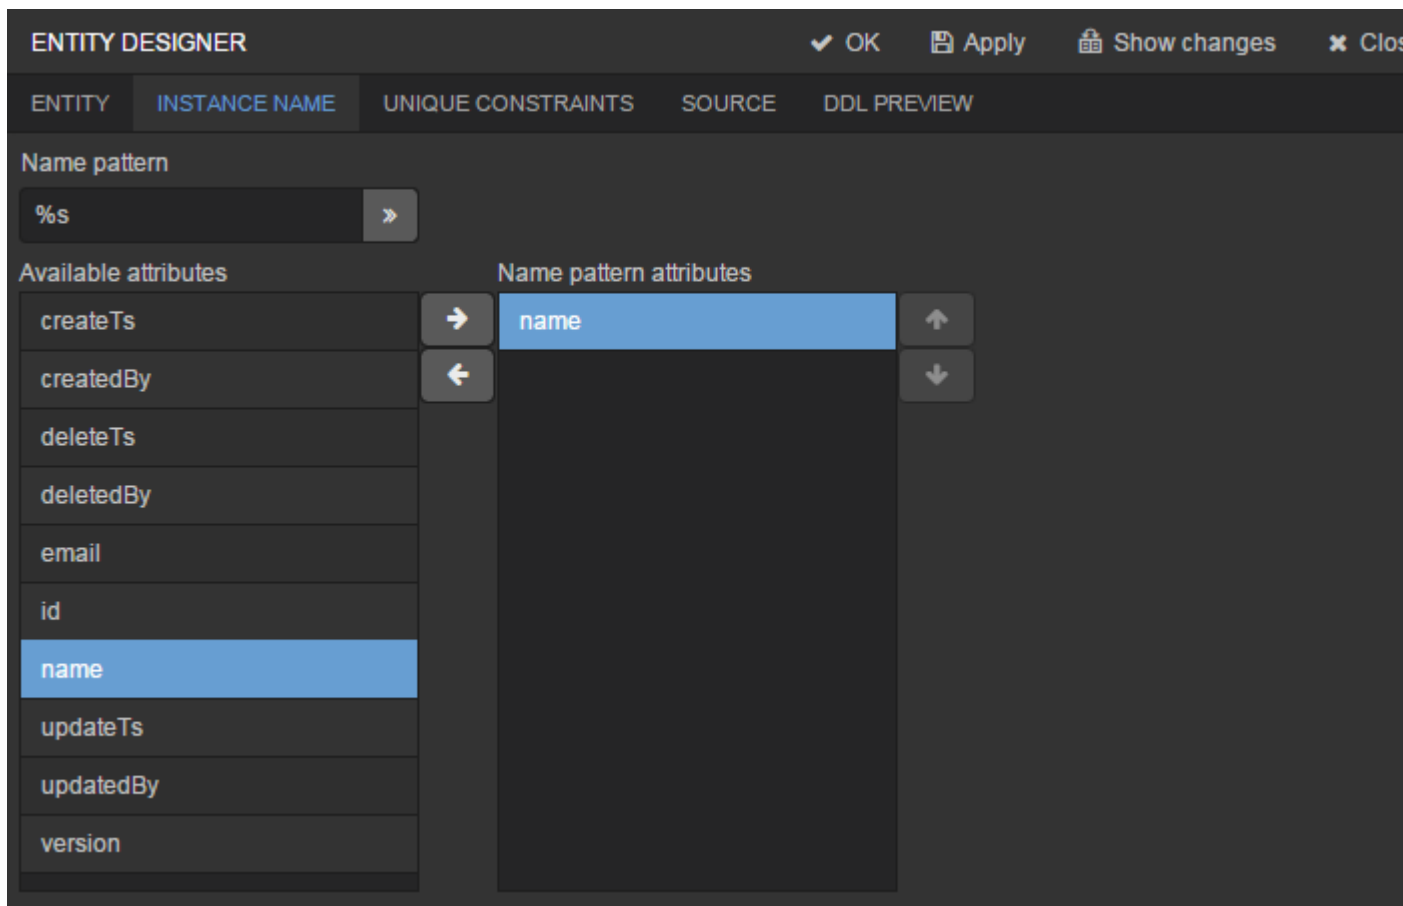 ENTITY DESIGNER OK Apply Show changes Clos
ENTITY INSTANCE NAME UNIQUE CONSTRAINTS SOURCE DDL PREVIEW
Name pattern
%s
Available attributes Name pattern attributes
createTs name
createdBy
deleteTs
deletedBy
email
id
name
updateTs
updatedBy
version